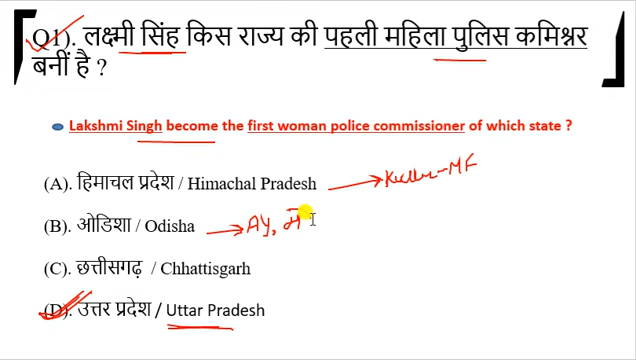 Q1). लक्ष्मी सिंह किस राज्य की पहली महिला पुलिस कमिश्नर
बनीं है ?
Lakshmi Singh become the first woman police commissioner of which state ?
(A). हिमाचल प्रदेश / Himachal Pradesh
(B). ओडिशा / Odisha → AY,
(C). छत्तीसगढ़ / Chhattisgarh
(D). उत्तर प्रदेश / Uttar Pradesh